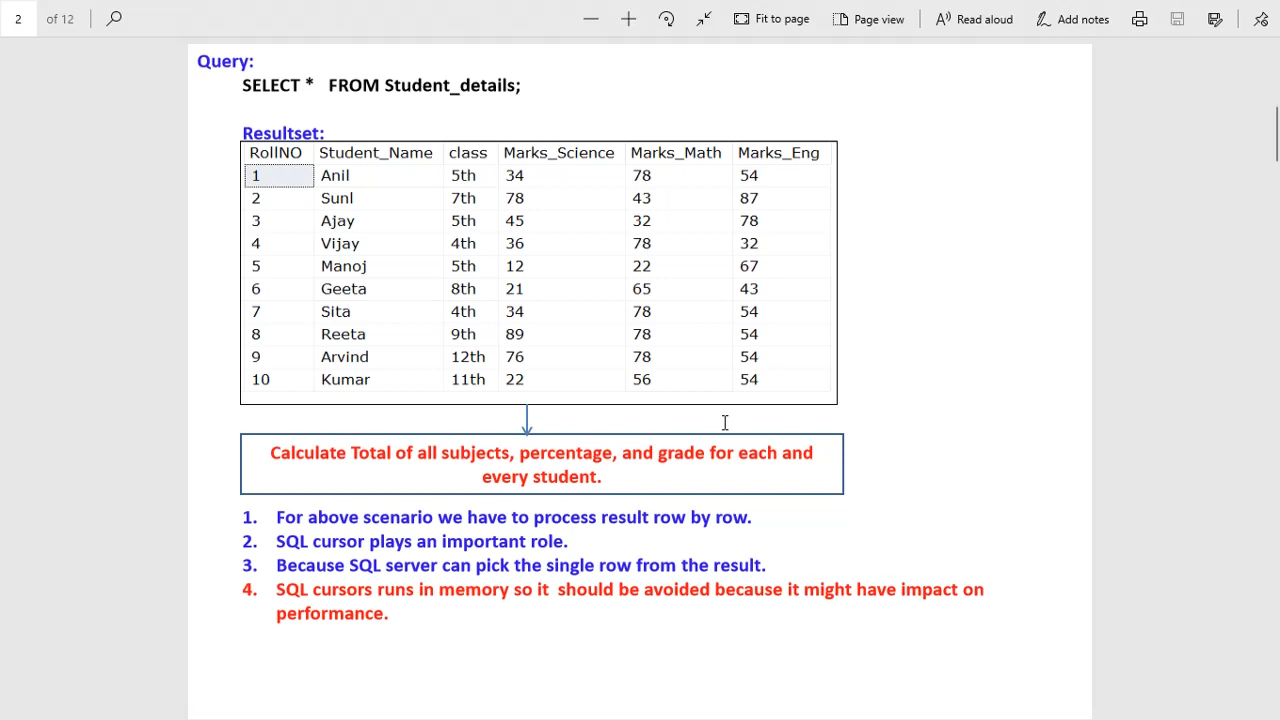 2 of 12 Fit to page Page view Read aloud Add notes
Query:
SELECT * FROM Student_details;
Resultset:
RollNO Student_Name class Marks_Science Marks_Math Marks_Eng
1 Anil 5th 34 78 54
2 Sunl 7th 78 43 87
3 Ajay 5th 45 32 78
4 Vijay 4th 36 78 32
5 Manoj 5th 12 22 67
6 Geeta 8th 21 65 43
7 Sita 4th 34 78 54
8 Reeta 9th 89 78 54
9 Arvind 12th 76 78 54
10 Kumar 11th 22 56 54
Calculate Total of all subjects, percentage, and grade for each and
every student.
1. For above scenario we have to process result row by row.
2. SQL cursor plays an important role.
3. Because SQL server can pick the single row from the result.
4. SQL cursors runs in memory so it should be avoided because it might have impact on
performance.